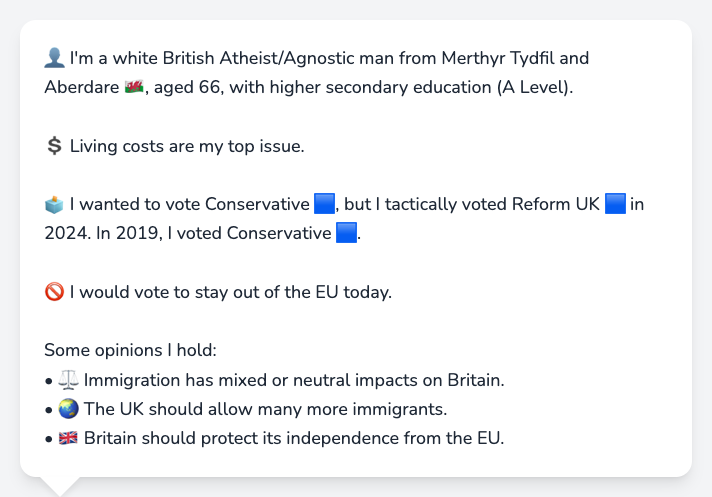 👤 I'm a white British Atheist/Agnostic man from Merthyr Tydfil and
Aberdare 🏴󠁧󠁢󠁷󠁬󠁳󠁿, aged 66, with higher secondary education (A Level).
💲 Living costs are my top issue.
🗳️ I wanted to vote Conservative 🟦, but I tactically voted Reform UK 🟦 in
2024. In 2019, I voted Conservative 🟦.
🚫 I would vote to stay out of the EU today.
Some opinions I hold:
• ⚖️ Immigration has mixed or neutral impacts on Britain.
• 🌏 The UK should allow many more immigrants.
• 🇬🇧 Britain should protect its independence from the EU.